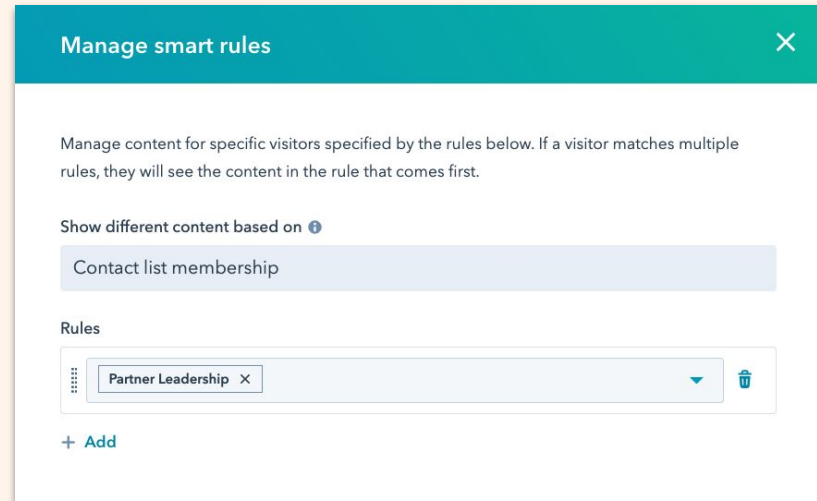 Manage smart rules
Manage content for specific visitors specified by the rules below. If a visitor matches multiple
rules, they will see the content in the rule that comes first.
Show different content based on
Contact list membership
Rules
Partner Leadership
+ Add